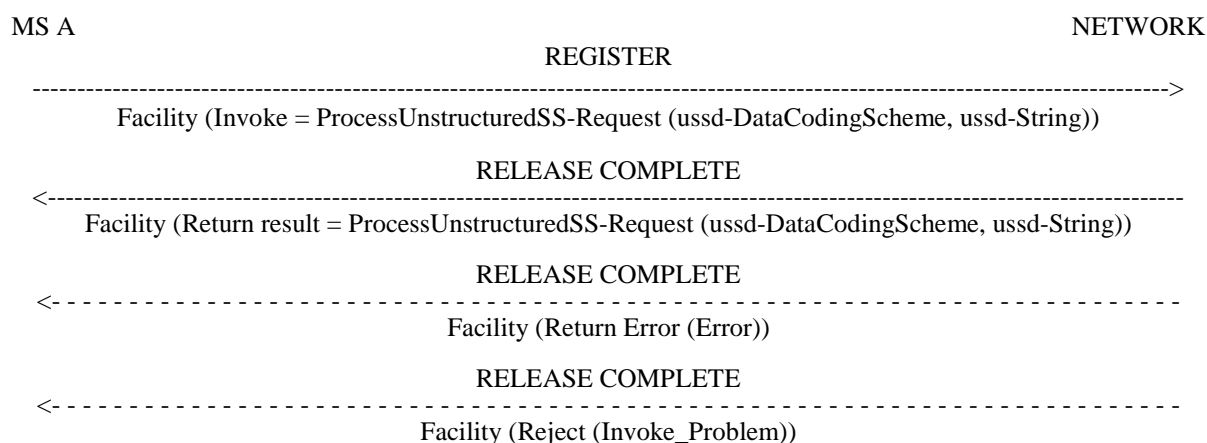 MS A NETWORK
REGISTER
------------------------------------------------------------------------------------------------------------------------------->
Facility (Invoke = ProcessUnstructuredSS-Request (ussd-DataCodingScheme, ussd-String))
RELEASE COMPLETE
<-------------------------------------------------------------------------------------------------------------------------------
Facility (Return result = ProcessUnstructuredSS-Request (ussd-DataCodingScheme, ussd-String))
RELEASE COMPLETE
<- - - - - - - - - - - - - - - - - - - - - - - - - - - - - - - - - - - - - - - - - - - - - - - - - - - - - - - - - - - - - - - - - - - - - - - -
Facility (Return Error (Error))
RELEASE COMPLETE
<- - - - - - - - - - - - - - - - - - - - - - - - - - - - - - - - - - - - - - - - - - - - - - - - - - - - - - - - - - - - - - - - - - - - - - - -
Facility (Reject (Invoke_Problem))